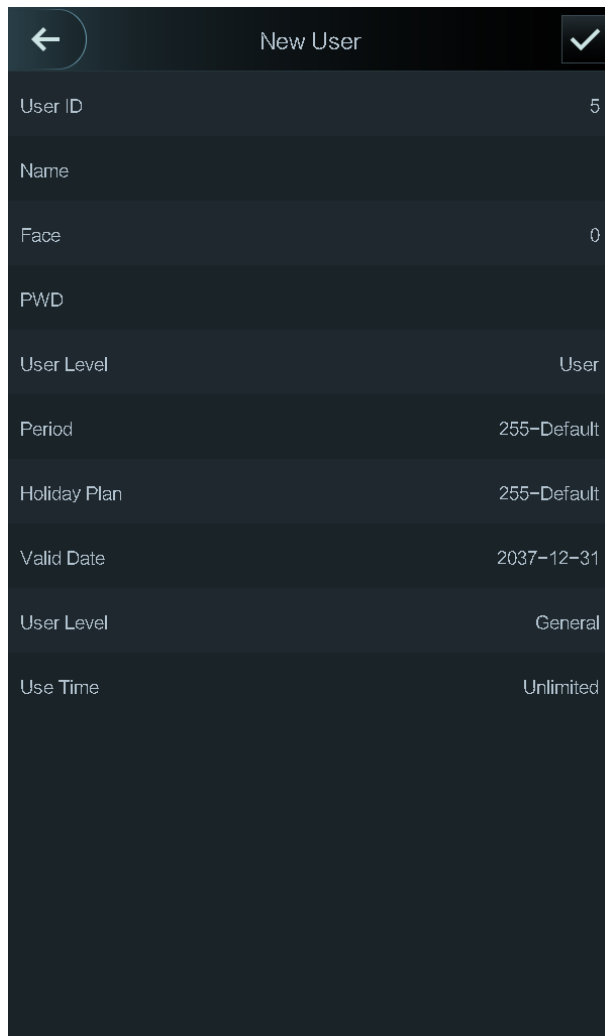 New User
User ID 5
Name
Face 0
PWD
User Level User
Period 255-Default
Holiday Plan 255-Default
Valid Date 2037-12-31
User Level General
Use Time Unlimited